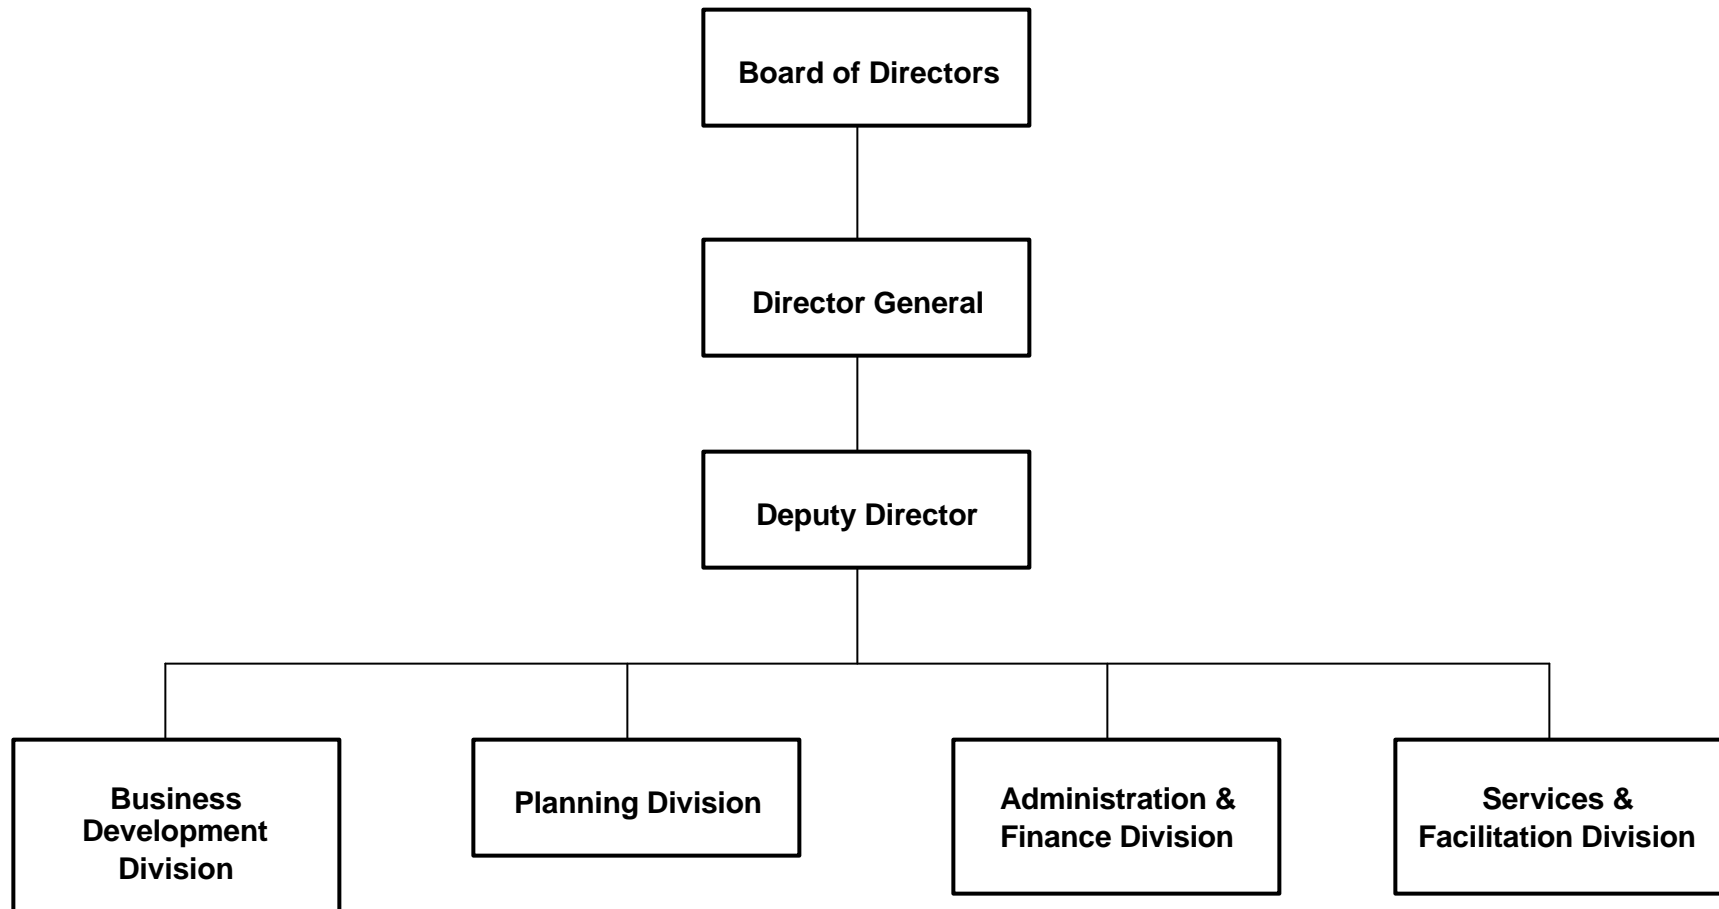 Board of Directors
Director General
Deputy Director
Business
Development
Division
Planning Division
Administration &
Finance Division
Services &
Facilitation Division